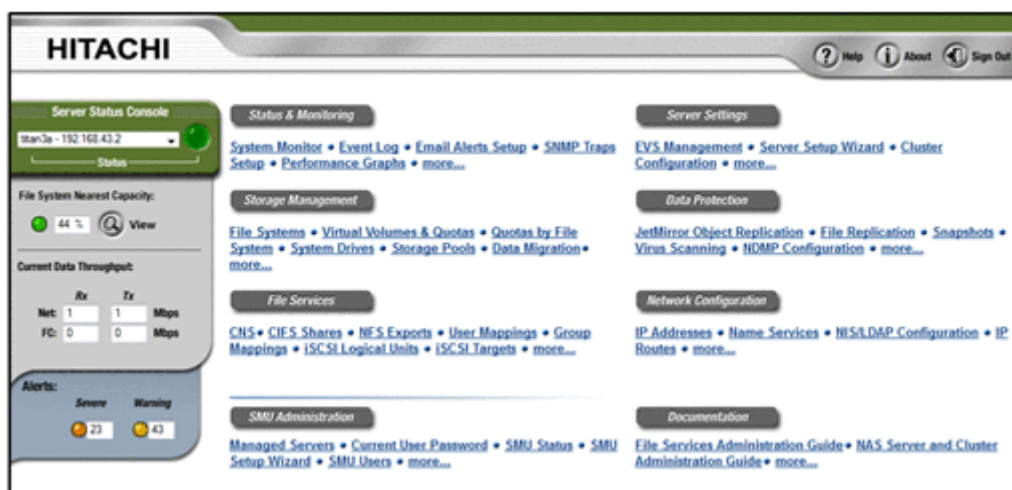 HITACHI
Help About Sign Out
Server Status Console
titan3a - 192.168.43.2
Status
File System Nearest Capacity:
44 % View
Current Data Throughput:
Rx Tx
Net: 1 1 Mbps
FC: 0 0 Mbps
Alerts:
Severe Warning
23 43
Status & Monitoring
System Monitor • Event Log • Email Alerts Setup • SNMP Traps
Setup • Performance Graphs • more...
Storage Management
File Systems • Virtual Volumes & Quotas • Quotas by File
System • System Drives • Storage Pools • Data Migration •
more...
File Services
CNS • CIFS Shares • NFS Exports • User Mappings • Group
Mappings • iSCSI Logical Units • iSCSI Targets • more...
SMU Administration
Managed Servers • Current User Password • SMU Status • SMU
Setup Wizard • SMU Users • more...
Server Settings
EVS Management • Server Setup Wizard • Cluster
Configuration • more...
Data Protection
JetMirror Object Replication • File Replication • Snapshots •
Virus Scanning • NDMP Configuration • more...
Network Configuration
IP Addresses • Name Services • NIS/LDAP Configuration • IP
Routes • more...
Documentation
File Services Administration Guide • NAS Server and Cluster
Administration Guide • more...